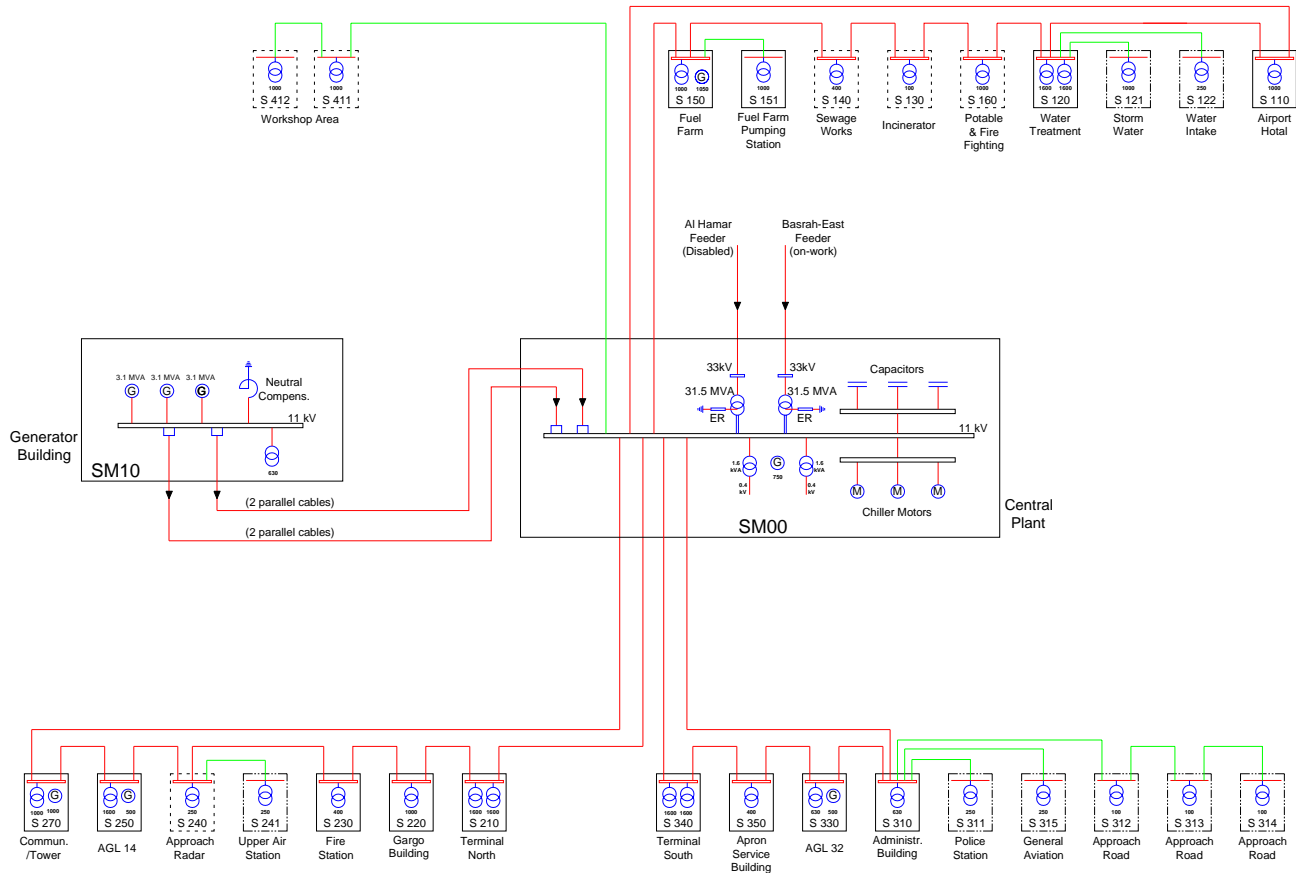 1000
S 412
1000
S 411
Workshop Area
1000
1050
G
S 150
Fuel
Farm
1000
S 151
Fuel Farm
Pumping
Station
400
S 140
Sewage
Works
100
S 130
Incinerator
1000
S 160
Potable
& Fire
Fighting
1600
1600
S 120
Water
Treatment
1000
S 121
Storm
Water
250
S 122
Water
Intake
1000
S 110
Airport
Hotal
Al Hamar
Feeder
(Disabled)
Basrah-East
Feeder
(on-work)
3.1 MVA
3.1 MVA
3.1 MVA
G
G
G
Neutral
Compens.
11 kV
630
SM10
Generator
Building
(2 parallel cables)
(2 parallel cables)
33kV
33kV
31.5 MVA
31.5 MVA
ER
ER
Capacitors
11 kV
1.6
kVA
0.4
kV
G
750
1.6
kVA
0.4
kV
M
M
M
Chiller Motors
SM00
Central
Plant
G
1000
1000
S 270
Commun.
/Tower
G
1600
500
S 250
AGL 14
250
S 240
Approach
Radar
250
S 241
Upper Air
Station
400
S 230
Fire
Station
1000
S 220
Gargo
Building
1600
1600
S 210
Terminal
North
1600
1600
S 340
Terminal
South
400
S 350
Apron
Service
Building
G
630
500
S 330
AGL 32
630
S 310
Administr.
Building
250
S 311
Police
Station
250
S 315
General
Aviation
100
S 312
Approach
Road
100
S 313
Approach
Road
100
S 314
Approach
Road